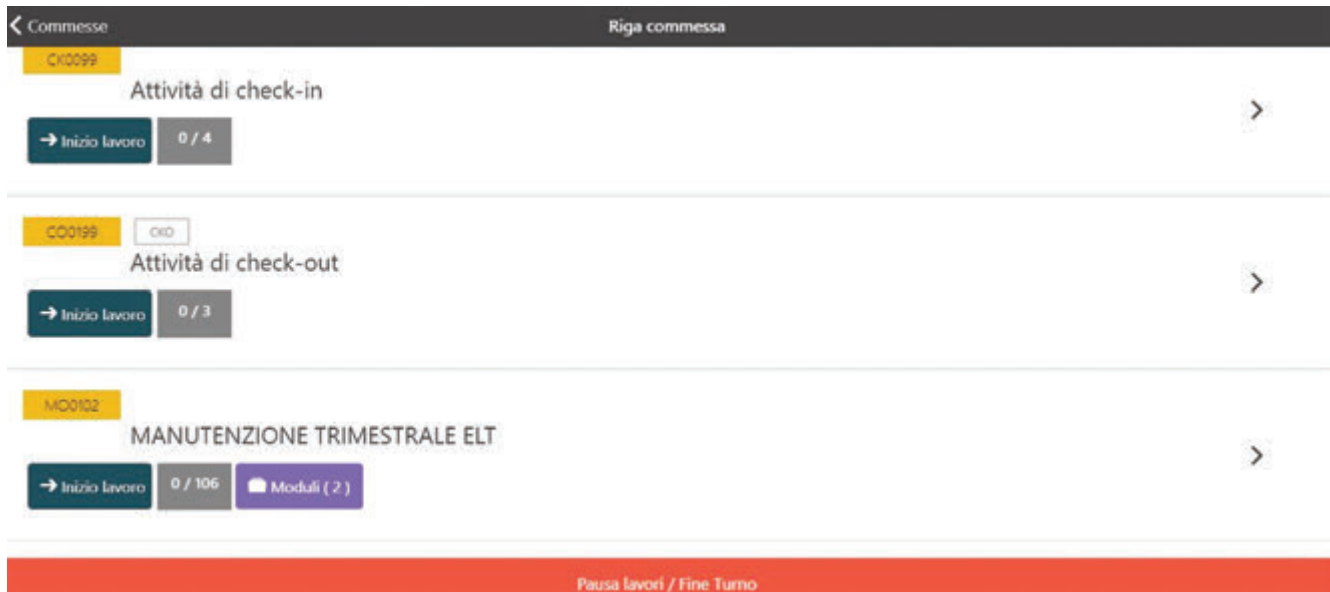 Commesse
Riga commessa
CK0099
Attività di check-in
Inizio lavoro
0 / 4
CO0199
CKO
Attività di check-out
Inizio lavoro
0 / 3
MO0102
MANUTENZIONE TRIMESTRALE ELT
Inizio lavoro
0 / 106
Moduli ( 2 )
Pausa lavori / Fine Turno